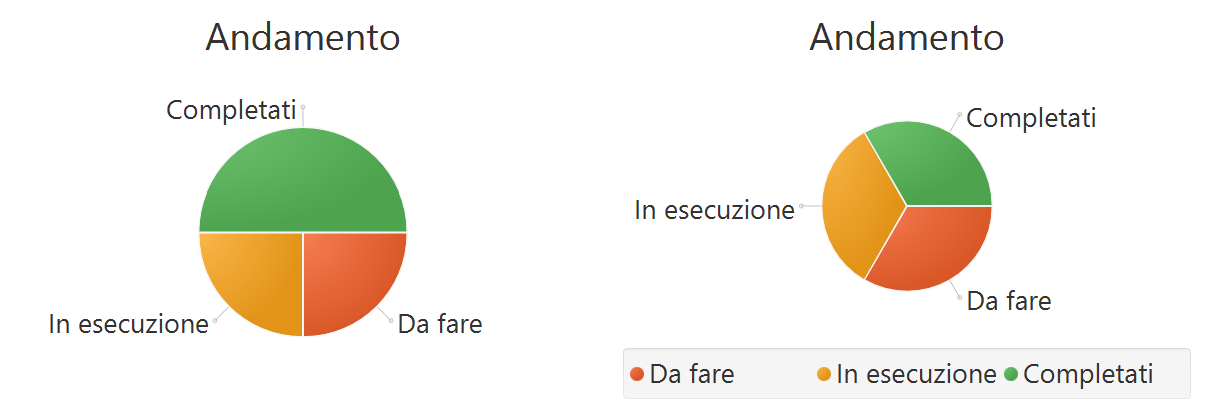 Andamento
Completati
In esecuzione
Da fare
Andamento
Completati
In esecuzione
Da fare
Da fare In esecuzione Completati